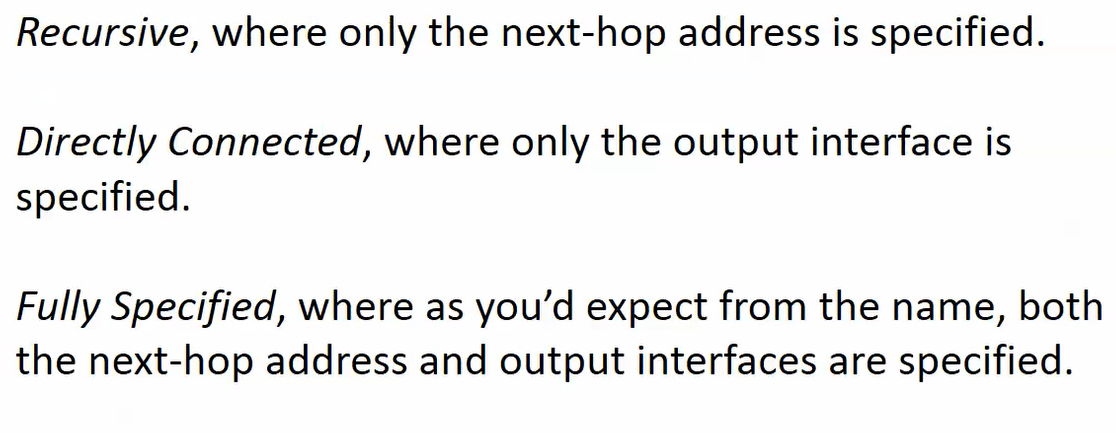 Recursive, where only the next-hop address is specified.
Directly Connected, where only the output interface is
specified.
Fully Specified, where as you’d expect from the name, both
the next-hop address and output interfaces are specified.